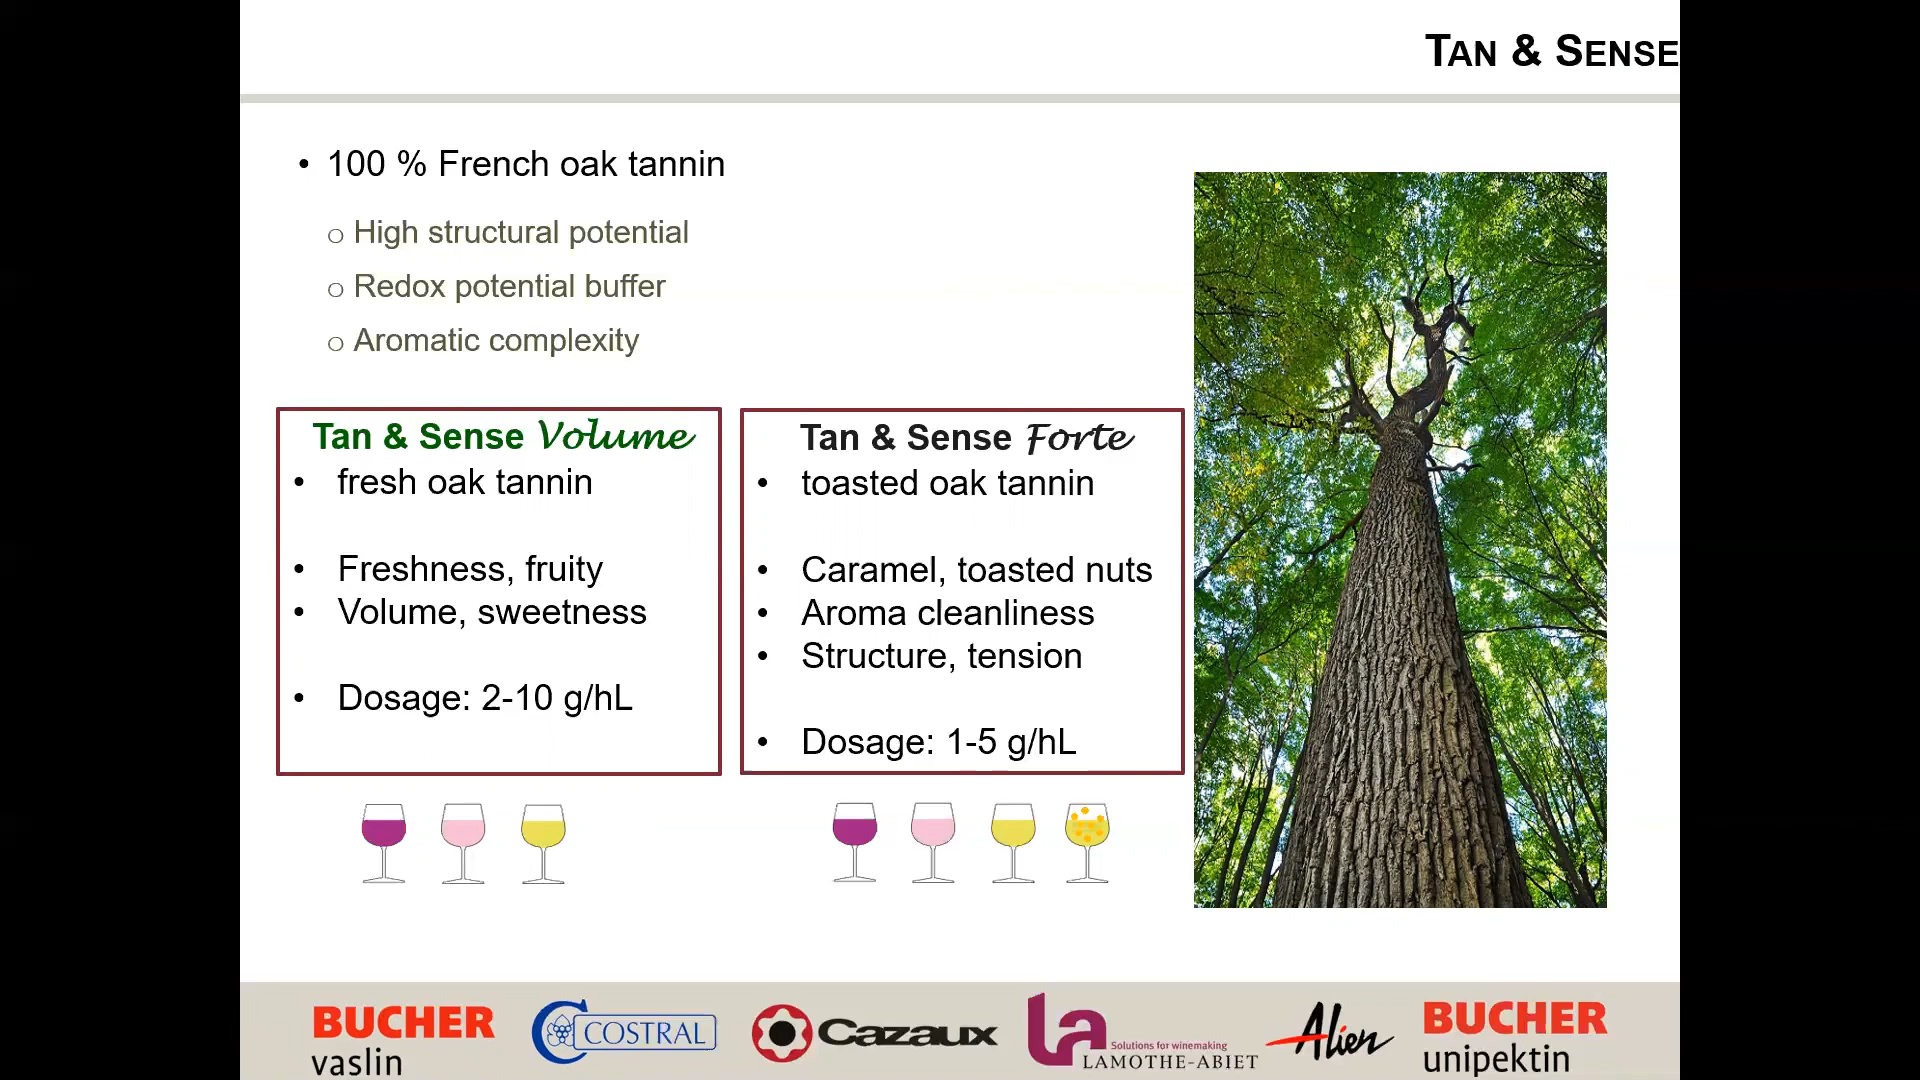 TAN & SENSE
• 100 % French oak tannin
o High structural potential
o Redox potential buffer
o Aromatic complexity
Tan & Sense Volume
• fresh oak tannin
• Freshness, fruity
• Volume, sweetness
• Dosage: 2-10 g/hL
Tan & Sense Forte
• toasted oak tannin
• Caramel, toasted nuts
• Aroma cleanliness
• Structure, tension
• Dosage: 1-5 g/hL
BUCHER
vaslin
COSTRAL
Cazaux
La
Solutions for winemaking
LAMOTHE-ABIET
Alien
BUCHER
unipektin